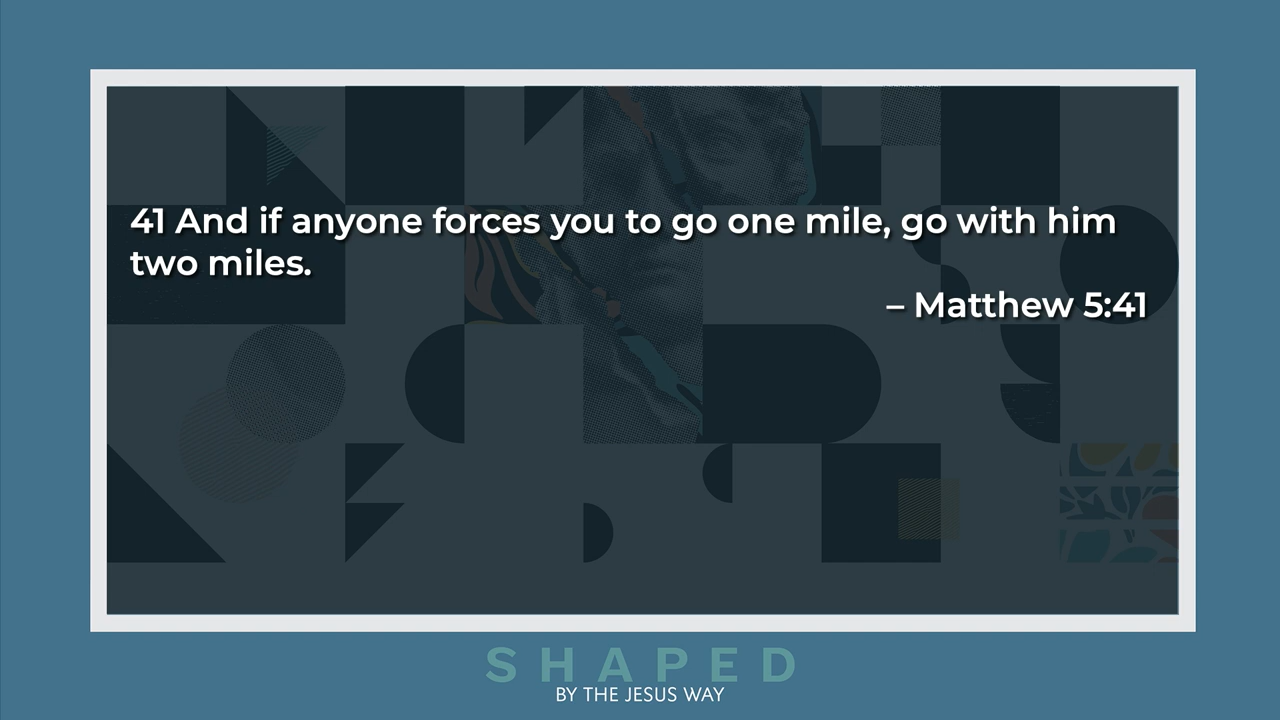 41 And if anyone forces you to go one mile, go with him
two miles.
– Matthew 5:41
SHAPED
BY THE JESUS WAY